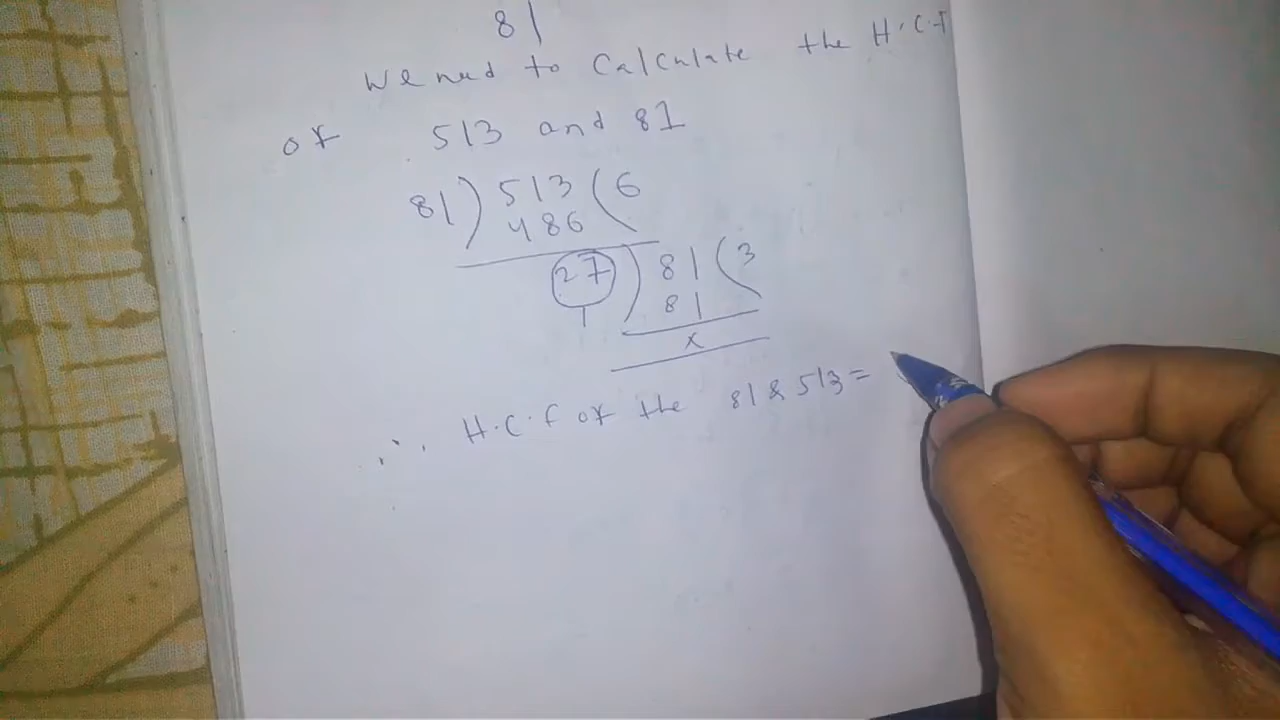 81
We need to Calculate the H.C.F
of 513 and 81
81) 513 (6
486
27) 81 (3
81
x
∴ H.C.F of the 81 & 513 =